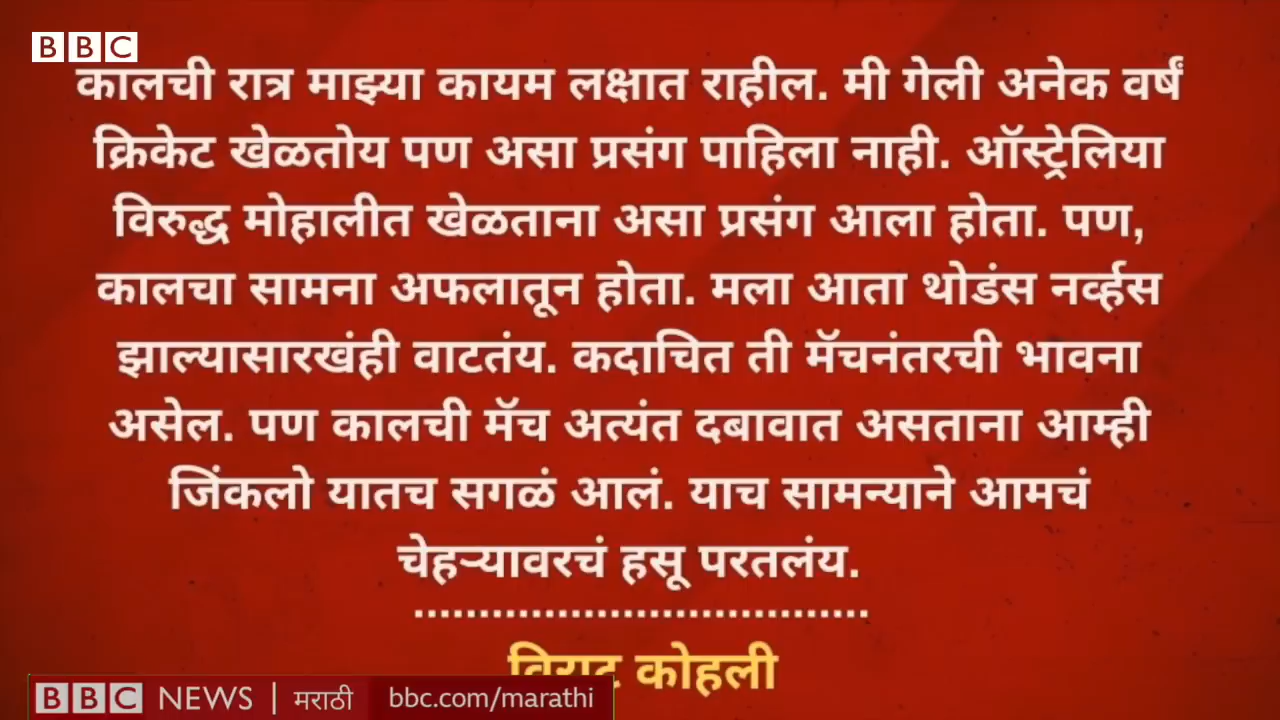 BBC
कालची रात्र माझ्या कायम लक्षात राहील. मी गेली अनेक वर्षं
क्रिकेट खेळतोय पण असा प्रसंग पाहिला नाही. ऑस्ट्रेलिया
विरुद्ध मोहालीत खेळताना असा प्रसंग आला होता. पण,
कालचा सामना अफलातून होता. मला आता थोडंस नर्व्हस
झाल्यासारखंही वाटतंय. कदाचित ती मॅचनंतरची भावना
असेल. पण कालची मॅच अत्यंत दबावात असताना आम्ही
जिंकलो यातच सगळं आलं. याच सामन्याने आमचं
चेहऱ्यावरचं हसू परतलंय.
विराट कोहली
BBC NEWS | मराठी bbc.com/marathi